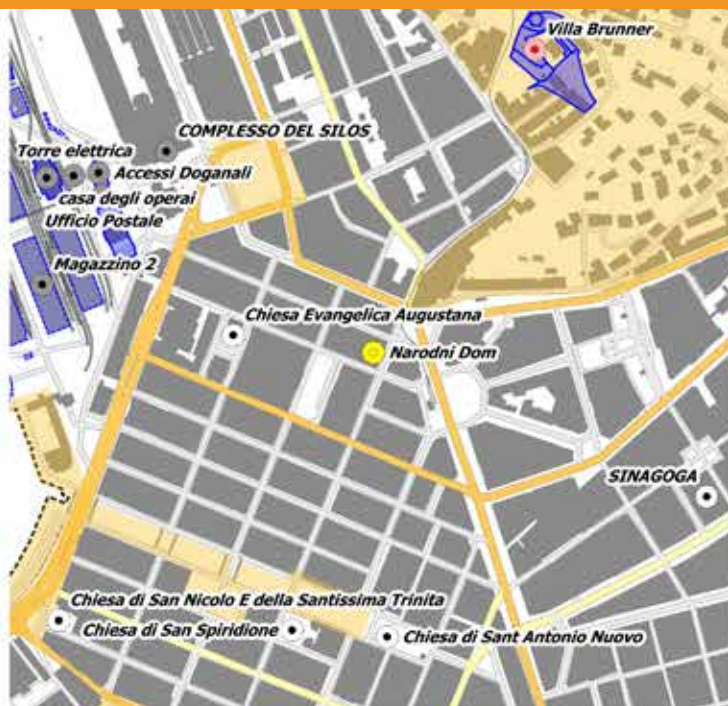 Villa Brunner
COMPLESSO DEL SILOS
Torre elettrica
Accessi Doganali
casa degli operai
Ufficio Postale
Magazzino 2
Chiesa Evangelica Augustana
Narodni Dom
SINAGOGA
Chiesa di San Nicolo E della Santissima Trinita
Chiesa di San Spiridione
Chiesa di Sant Antonio Nuovo